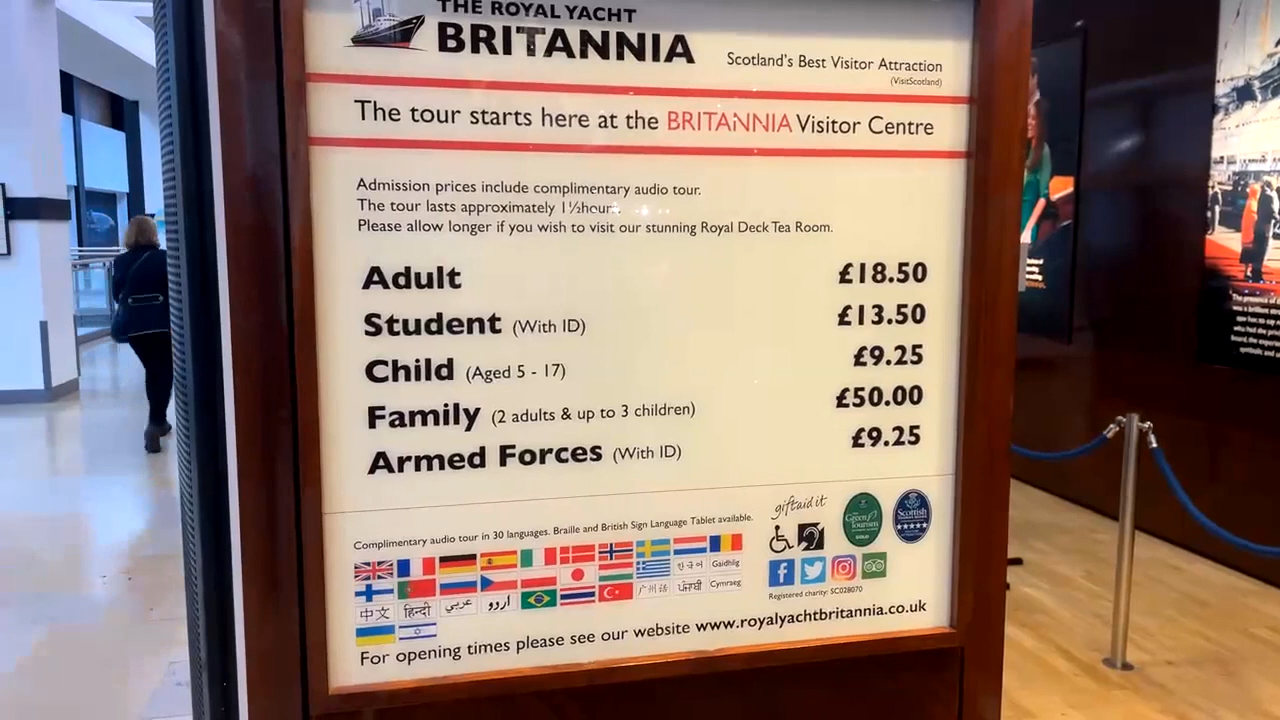 THE ROYAL YACHT
BRITANNIA
Scotland's Best Visitor Attraction
(VisitScotland)
The tour starts here at the BRITANNIA Visitor Centre
Admission prices include complimentary audio tour.
The tour lasts approximately 1½hours.
Please allow longer if you wish to visit our stunning Royal Deck Tea Room.
Adult £18.50
Student (With ID) £13.50
Child (Aged 5 - 17) £9.25
Family (2 adults & up to 3 children) £50.00
Armed Forces (With ID) £9.25
giftaid it
Green Tourism
GOLD
Scottish
Complimentary audio tour in 30 languages. Braille and British Sign Language Tablet available.
한국어 Gaidhlig
中文 हिन्दी عربي اردو 广州话 ਪੰਜਾਬੀ Cymraeg
Registered charity: SC028070
For opening times please see our website www.royalyachtbritannia.co.uk